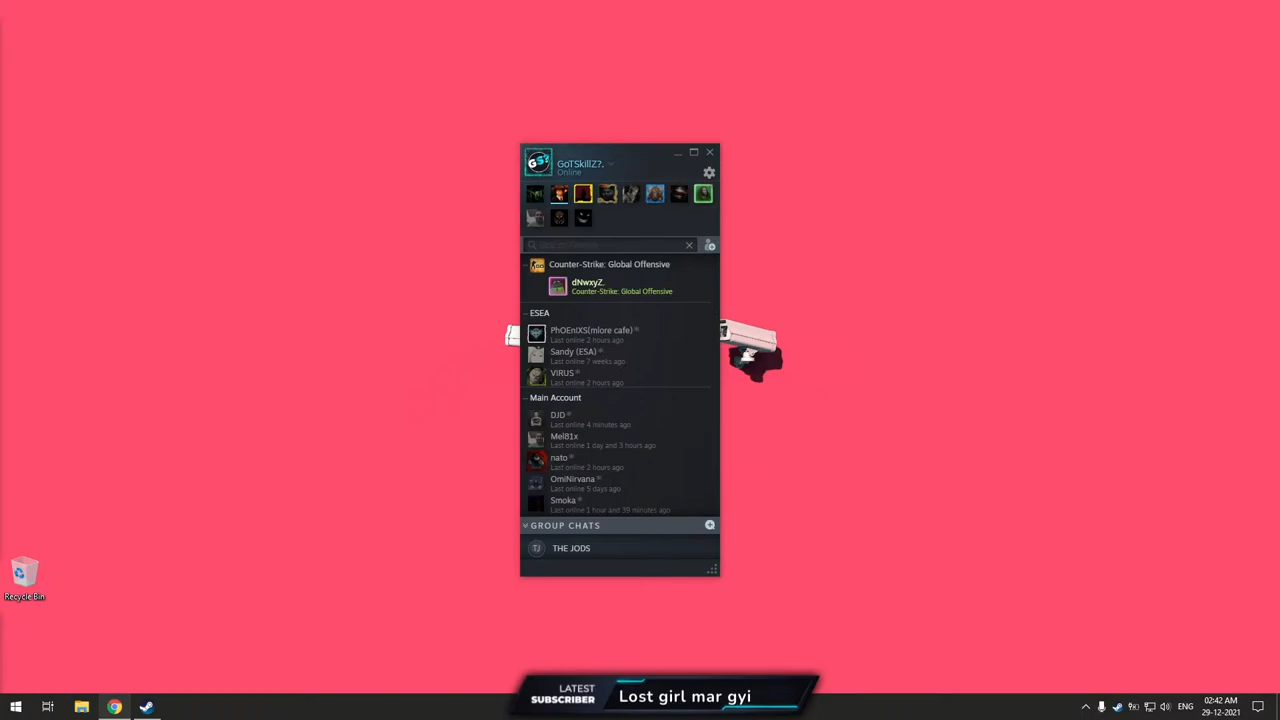 GS?
GoTSkillZ?.
Online
Counter-Strike: Global Offensive
dNwxyZ.
Counter-Strike: Global Offensive
ESEA
PhOEnIXS(mlore cafe)
Last online 2 hours ago
Sandy (ESA)
Last online 7 weeks ago
VIRUS
Last online 2 hours ago
Main Account
DJD
Last online 4 minutes ago
Mel81x
Last online 1 day and 3 hours ago
nato
Last online 2 hours ago
OmiNirvana
Last online 5 days ago
Smoka
Last online 1 hour and 39 minutes ago
GROUP CHATS
TJ
THE JODS
Recycle Bin
LATEST
SUBSCRIBER
Lost girl mar gyi
ENG
02:42 AM
29-12-2021